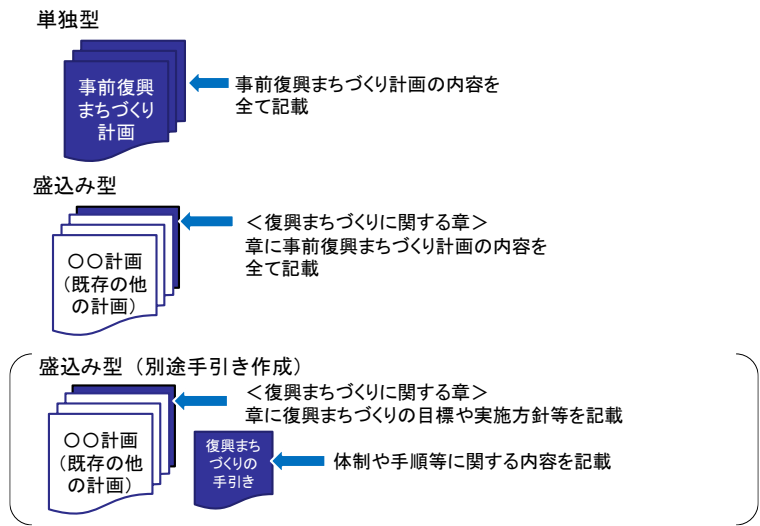 単独型
事前復興
まちづくり
計画
事前復興まちづくり計画の内容を
全て記載
盛込み型
〇〇計画
(既存の他
の計画)
＜復興まちづくりに関する章＞
章に事前復興まちづくり計画の内容を
全て記載
盛込み型（別途手引き作成）
〇〇計画
(既存の他
の計画)
＜復興まちづくりに関する章＞
章に復興まちづくりの目標や実施方針等を記載
復興まち
づくりの
手引き
体制や手順等に関する内容を記載